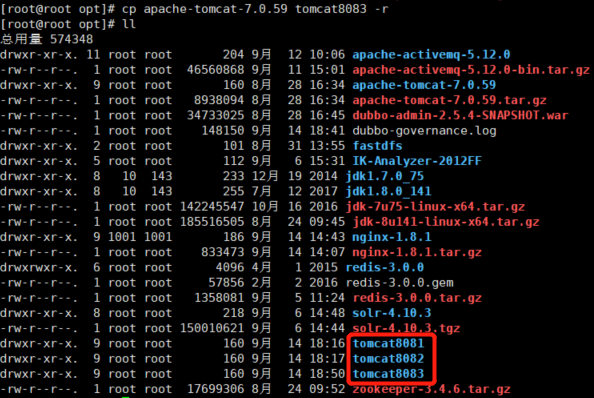 [root@root opt]# cp apache-tomcat-7.0.59 tomcat8083 -r
[root@root opt]# ll
总用量 574348
drwxr-xr-x. 11 root root 204 9月 12 10:06 apache-activemq-5.12.0
-rw-r--r--. 1 root root 46560868 9月 11 15:01 apache-activemq-5.12.0-bin.tar.gz
drwxr-xr-x. 9 root root 160 8月 28 16:34 apache-tomcat-7.0.59
-rw-r--r--. 1 root root 8938094 8月 28 16:34 apache-tomcat-7.0.59.tar.gz
-rw-r--r--. 1 root root 34733025 8月 28 16:45 dubbo-admin-2.5.4-SNAPSHOT.war
-rw-r--r--. 1 root root 148150 9月 14 18:41 dubbo-governance.log
drwxr-xr-x. 2 root root 101 8月 31 13:55 fastdfs
drwxr-xr-x. 5 root root 112 9月 6 15:31 IK-Analyzer-2012FF
drwxr-xr-x. 8 10 143 233 12月 19 2014 jdk1.7.0_75
drwxr-xr-x. 8 10 143 255 7月 12 2017 jdk1.8.0_141
-rw-r--r--. 1 root root 142245547 10月 16 2016 jdk-7u75-linux-x64.tar.gz
-rw-r--r--. 1 root root 185516505 8月 24 09:45 jdk-8u141-linux-x64.tar.gz
drwxr-xr-x. 9 1001 1001 186 9月 14 14:43 nginx-1.8.1
-rw-r--r--. 1 root root 833473 9月 14 14:07 nginx-1.8.1.tar.gz
drwxrwxr-x. 6 root root 4096 4月 1 2015 redis-3.0.0
-rw-r--r--. 1 root root 57856 2月 2 2016 redis-3.0.0.gem
-rw-r--r--. 1 root root 1358081 9月 5 11:24 redis-3.0.0.tar.gz
drwxr-xr-x. 8 root root 218 9月 6 14:48 solr-4.10.3
-rw-r--r--. 1 root root 150010621 9月 6 14:44 solr-4.10.3.tgz
drwxr-xr-x. 9 root root 160 9月 14 18:16 tomcat8081
drwxr-xr-x. 9 root root 160 9月 14 18:17 tomcat8082
drwxr-xr-x. 9 root root 160 9月 14 18:50 tomcat8083
-rw-r--r--. 1 root root 17699306 8月 24 09:52 zookeeper-3.4.6.tar.gz